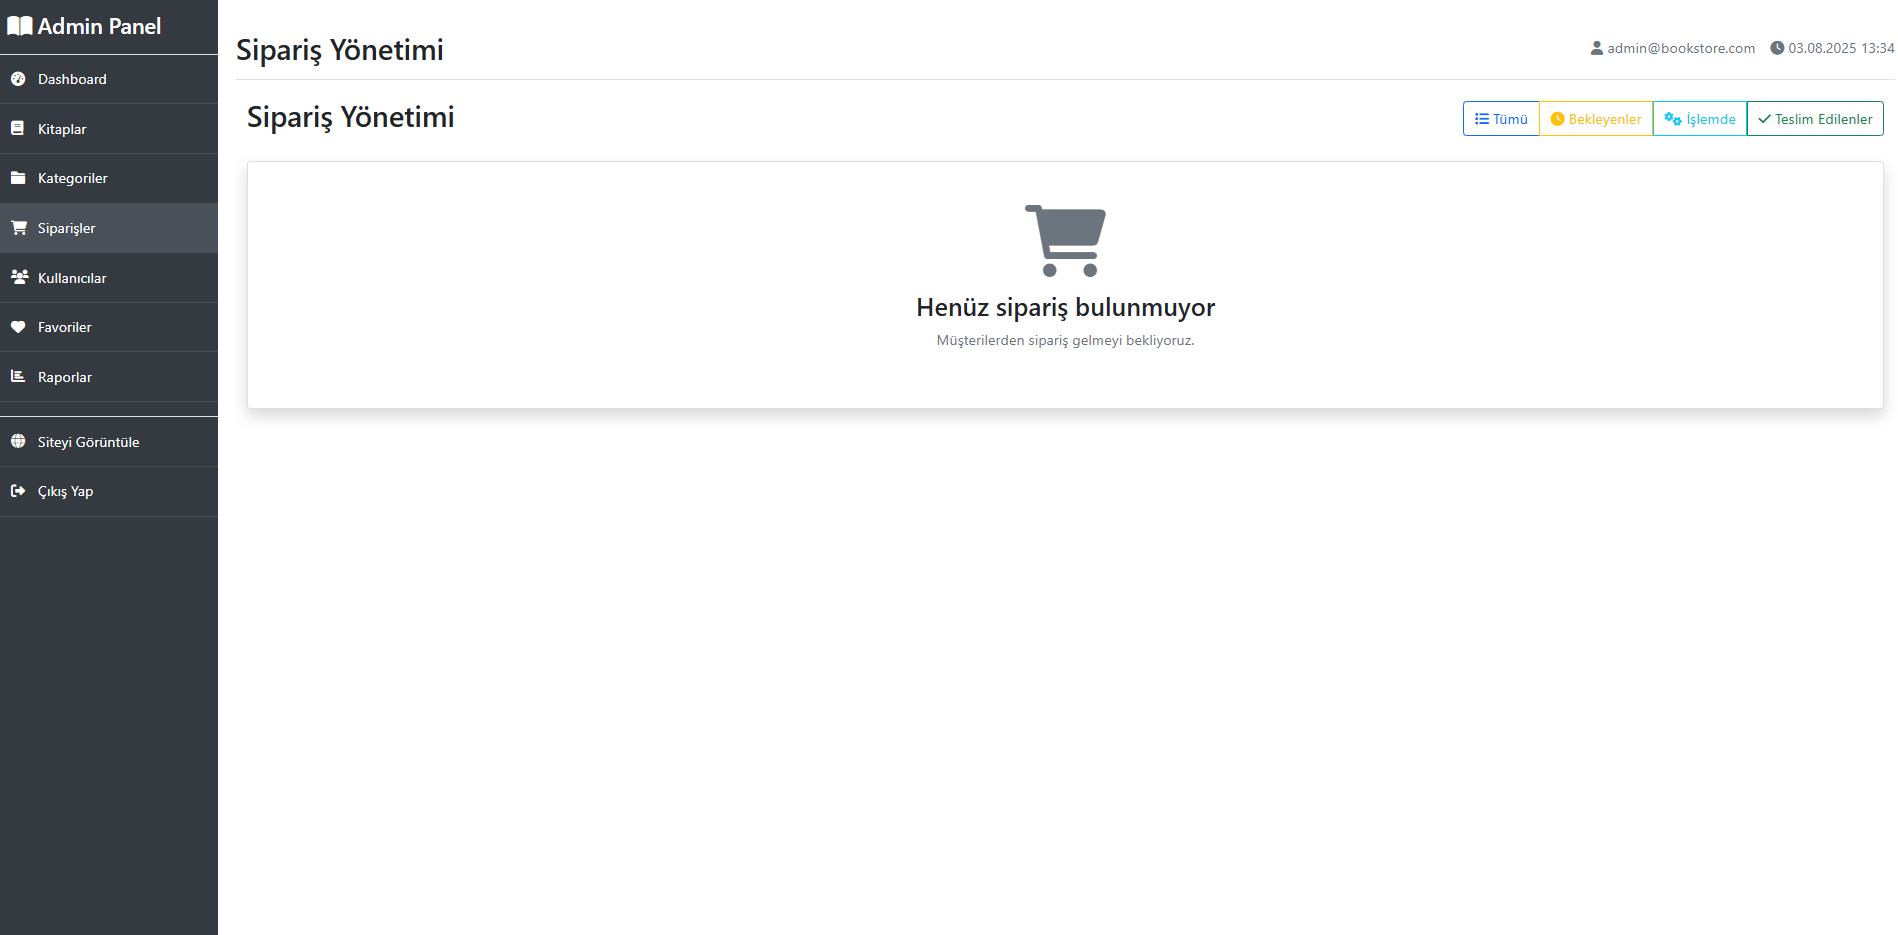 Admin Panel
Dashboard
Kitaplar
Kategoriler
Siparişler
Kullanıcılar
Favoriler
Raporlar
Siteyi Görüntüle
Çıkış Yap
Sipariş Yönetimi
admin@bookstore.com 03.08.2025 13:34
Sipariş Yönetimi
Tümü Bekleyenler İşlemde Teslim Edilenler
Henüz sipariş bulunmuyor
Müşterilerden sipariş gelmeyi bekliyoruz.